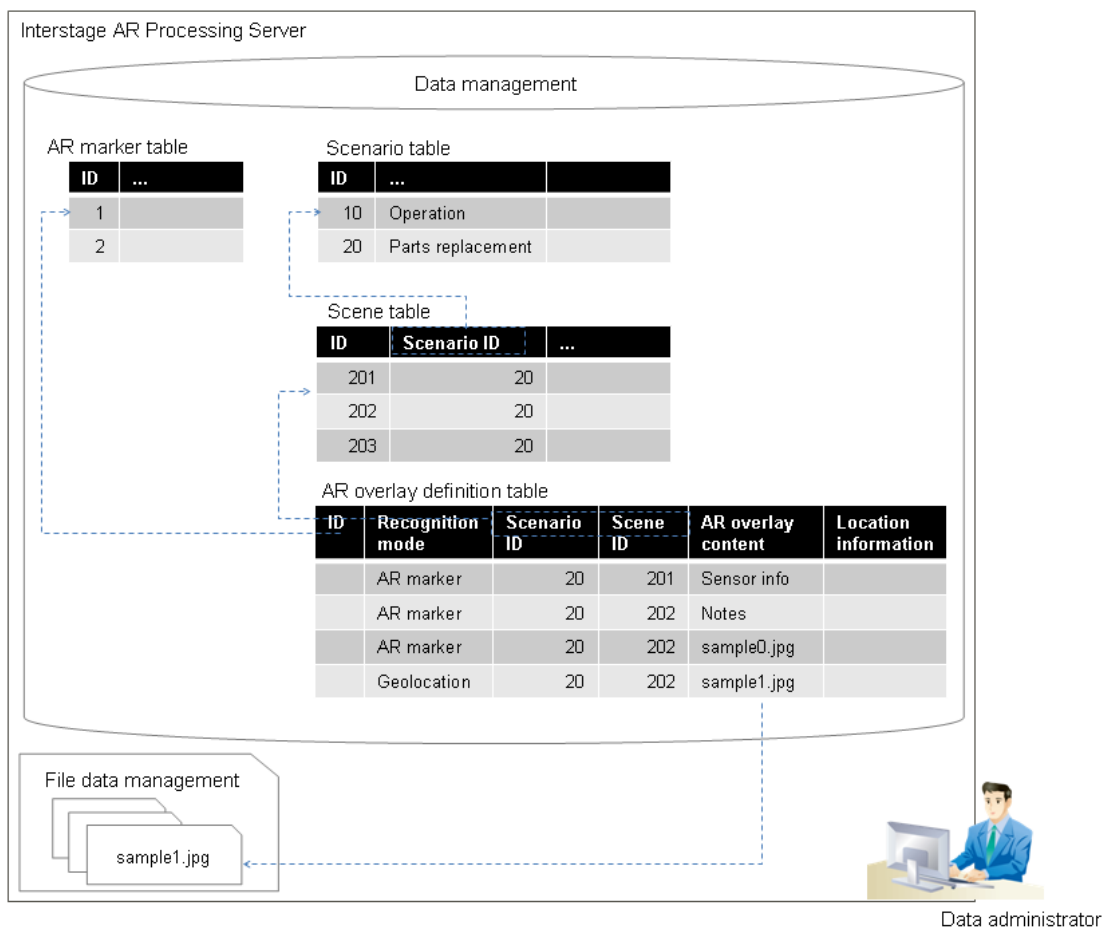 Interstage AR Processing Server
Data management
AR marker table
ID ...
1
2
Scenario table
ID ...
10 Operation
20 Parts replacement
Scene table
ID Scenario ID ...
201 20
202 20
203 20
AR overlay definition table
ID Recognition mode Scenario ID Scene ID AR overlay content Location information
AR marker 20 201 Sensor info
AR marker 20 202 Notes
AR marker 20 202 sample0.jpg
Geolocation 20 202 sample1.jpg
File data management
sample1.jpg
Data administrator